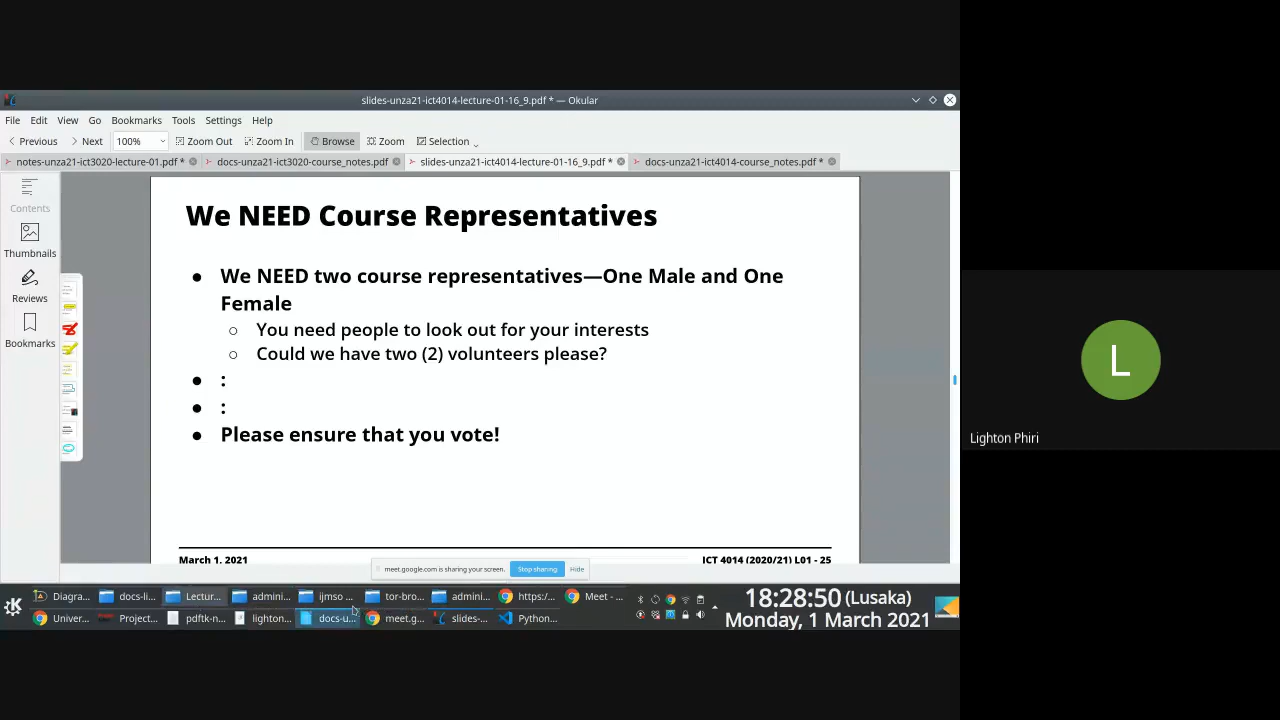 slides-unza21-ict4014-lecture-01-16_9.pdf * — Okular
File Edit View Go Bookmarks Tools Settings Help
Previous Next 100% Zoom Out Zoom In Browse Zoom Selection
notes-unza21-ict3020-lecture-01.pdf * docs-unza21-ict3020-course_notes.pdf slides-unza21-ict4014-lecture-01-16_9.pdf * docs-unza21-ict4014-course_notes.pdf *
Contents
Thumbnails
Reviews
Bookmarks
We NEED Course Representatives
● We NEED two course representatives—One Male and One
Female
○ You need people to look out for your interests
○ Could we have two (2) volunteers please?
● :
● :
● Please ensure that you vote!
March 1, 2021 ICT 4014 (2020/21) L01 - 25
meet.google.com is sharing your screen. Stop sharing Hide
L
Lighton Phiri
Diagra... docs-li... Lectur... admini... ijmso ... tor-bro... admini... https:/... Meet - ...
Univer... Project... pdftk-n... lighton... docs-u... meet.g... slides-... Python...
18:28:50 (Lusaka)
Monday, 1 March 2021